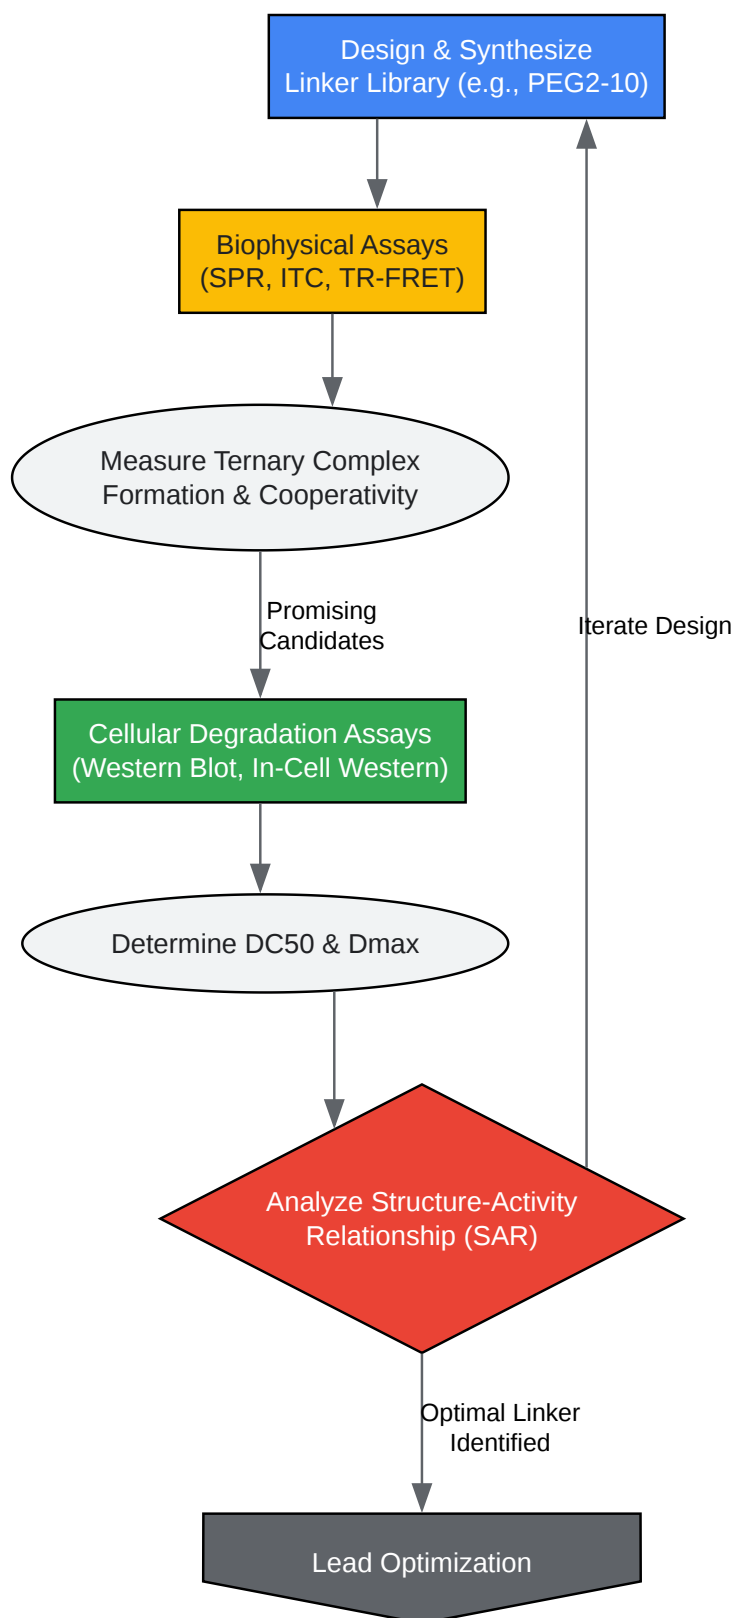 Design & Synthesize
Linker Library (e.g., PEG2-10)
Biophysical Assays
(SPR, ITC, TR-FRET)
Measure Ternary Complex
Formation & Cooperativity
Promising
Candidates
Iterate Design
Cellular Degradation Assays
(Western Blot, In-Cell Western)
Determine DC50 & Dmax
Analyze Structure-Activity
Relationship (SAR)
Optimal Linker
Identified
Lead Optimization